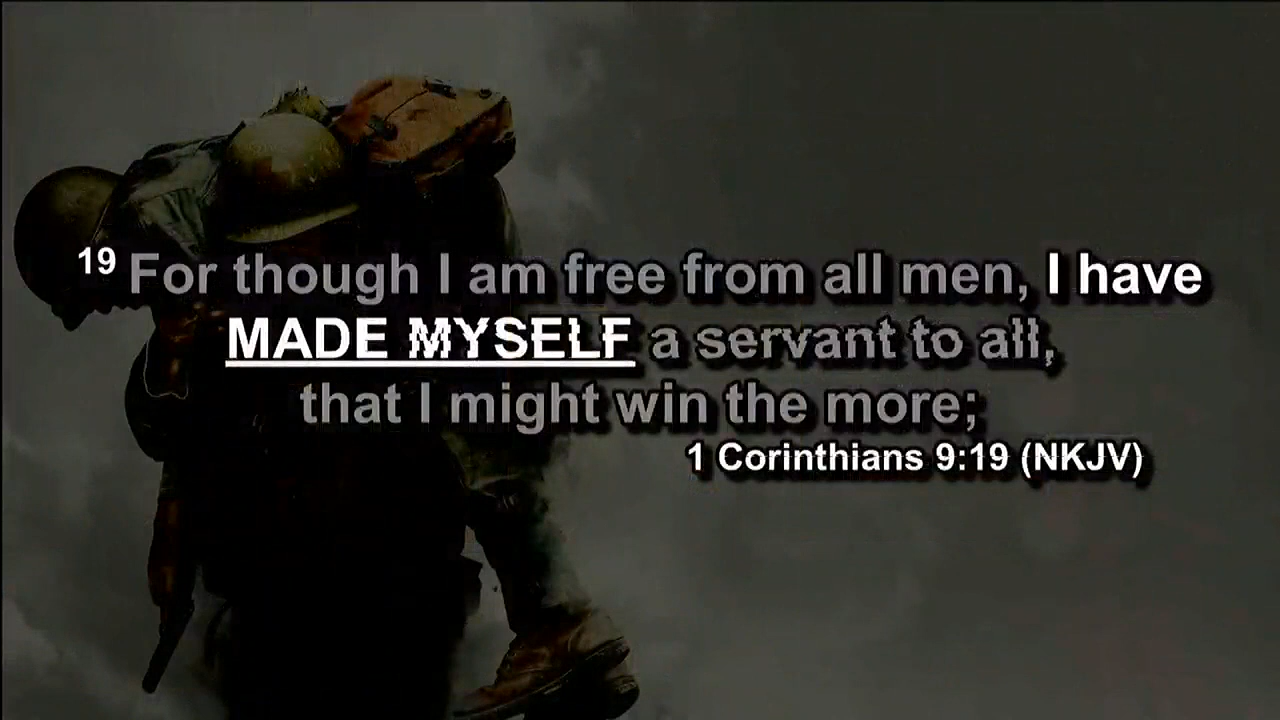 19 For though I am free from all men, I have
MADE MYSELF a servant to all,
that I might win the more;
1 Corinthians 9:19 (NKJV)